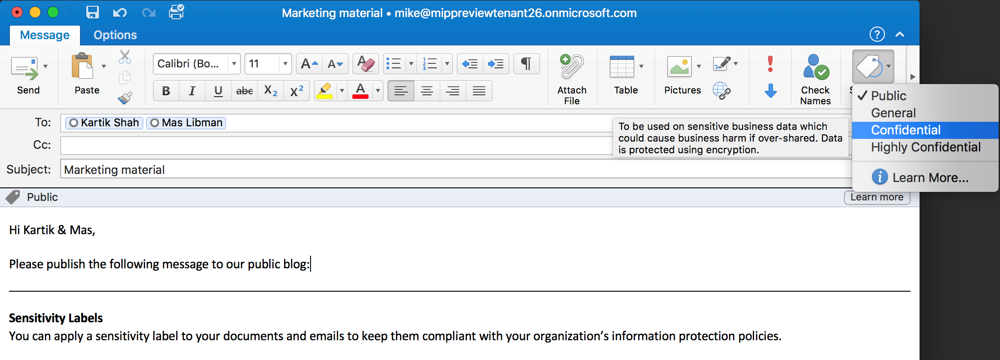 Marketing material • mike@mippreviewtenant26.onmicrosoft.com
Message
Options
?
Send
Paste
Calibri (Bo...
11
A A
A
1
2
3
¶
B I U abc X2 X2
A
Attach
File
Table
Pictures
!
Check
Names
S
✓ Public
General
Confidential
Highly Confidential
i Learn More...
To: Kartik Shah Mas Libman
To be used on sensitive business data which
could cause business harm if over-shared. Data
is protected using encryption.
Cc:
Subject: Marketing material
Public
Learn more
Hi Kartik & Mas,
Please publish the following message to our public blog:
Sensitivity Labels
You can apply a sensitivity label to your documents and emails to keep them compliant with your organization’s information protection policies.